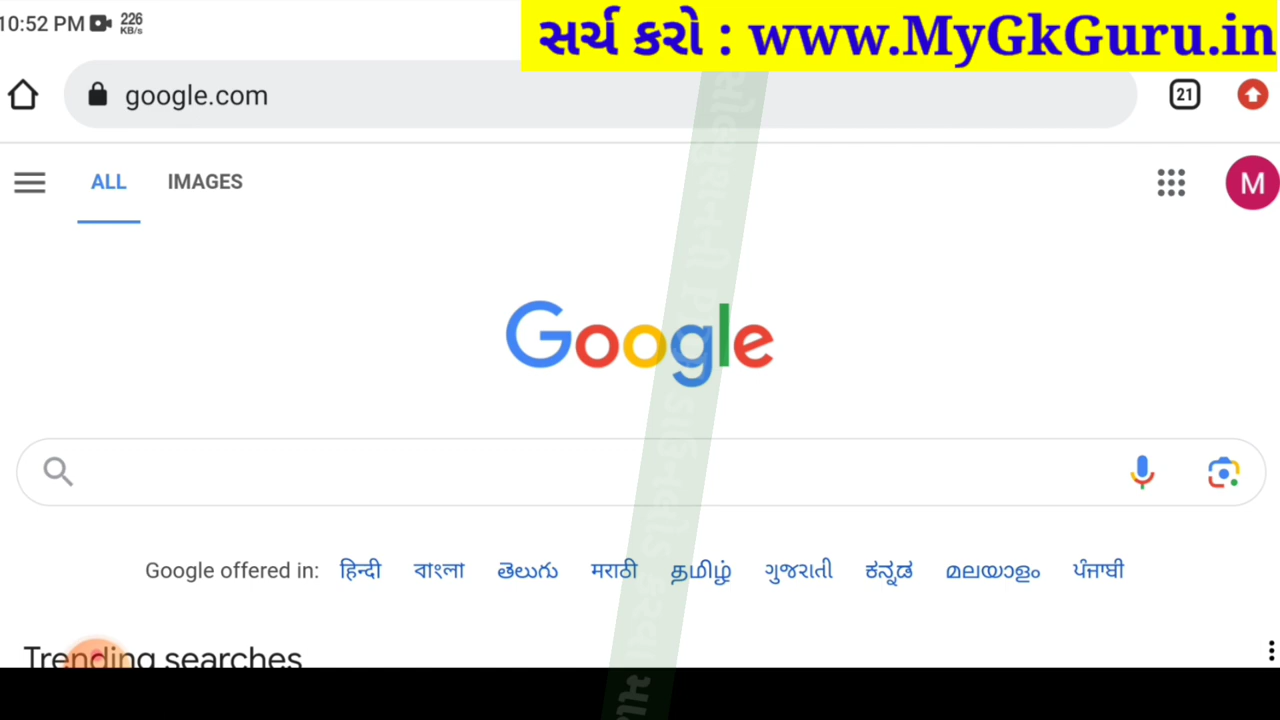 10:52 PM 226 KB/s
સર્ચ કરો : www.MyGkGuru.in
google.com
21
ALL IMAGES
M
Google
Google offered in: हिन्दी বাংলা తెలుగు मराठी தமிழ் ગુજરાતી ಕನ್ನಡ മലയാളം ਪੰਜਾਬੀ
Trending searches